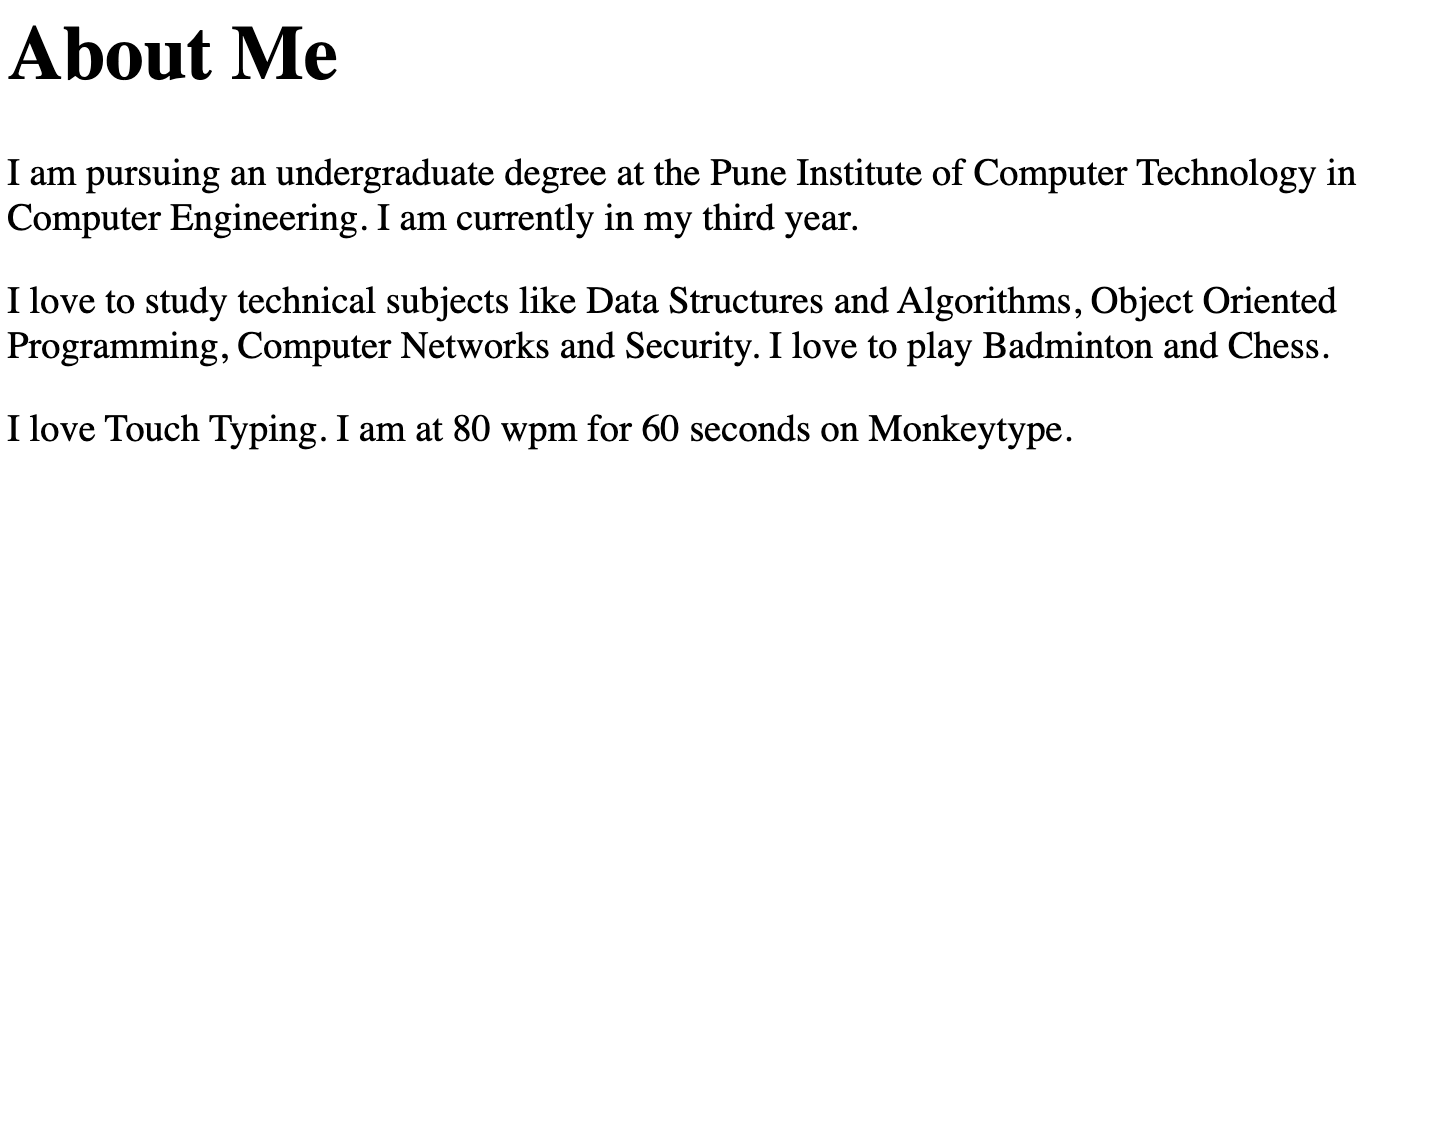 About Me
I am pursuing an undergraduate degree at the Pune Institute of Computer Technology in
Computer Engineering. I am currently in my third year.
I love to study technical subjects like Data Structures and Algorithms, Object Oriented
Programming, Computer Networks and Security. I love to play Badminton and Chess.
I love Touch Typing. I am at 80 wpm for 60 seconds on Monkeytype.